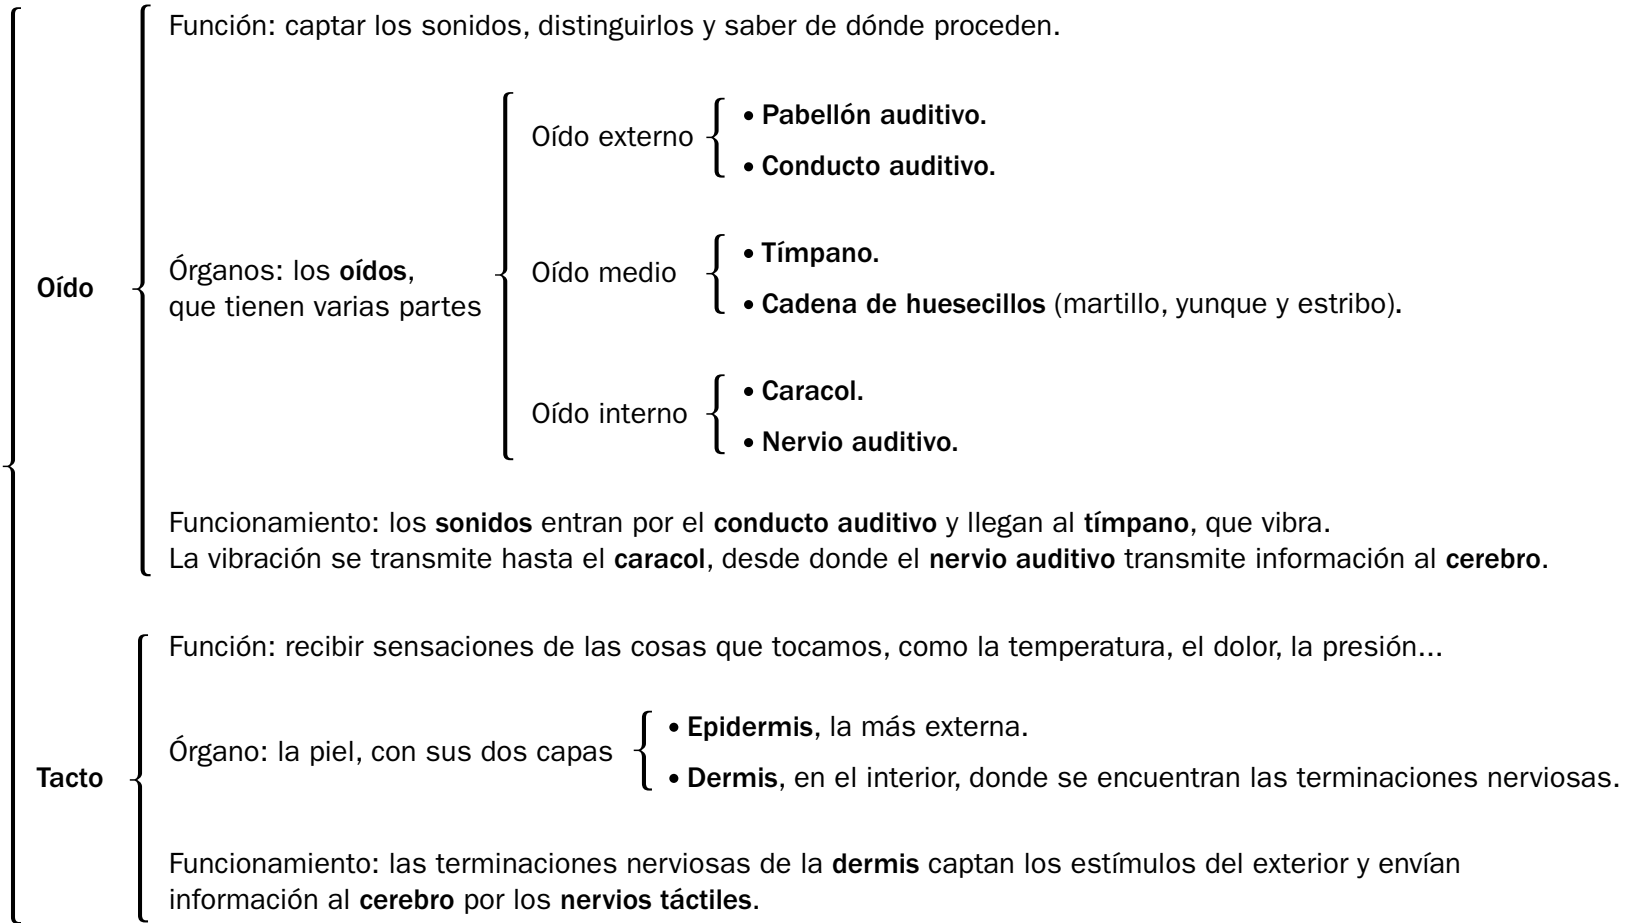 Función: captar los sonidos, distinguirlos y saber de dónde proceden.
Oído
Órganos: los oídos,
que tienen varias partes
Oído externo
• Pabellón auditivo.
• Conducto auditivo.
Oído medio
• Tímpano.
• Cadena de huesecillos (martillo, yunque y estribo).
Oído interno
• Caracol.
• Nervio auditivo.
Funcionamiento: los sonidos entran por el conducto auditivo y llegan al tímpano, que vibra.
La vibración se transmite hasta el caracol, desde donde el nervio auditivo transmite información al cerebro.
Tacto
Función: recibir sensaciones de las cosas que tocamos, como la temperatura, el dolor, la presión...
Órgano: la piel, con sus dos capas
• Epidermis, la más externa.
• Dermis, en el interior, donde se encuentran las terminaciones nerviosas.
Funcionamiento: las terminaciones nerviosas de la dermis captan los estímulos del exterior y envían
información al cerebro por los nervios táctiles.